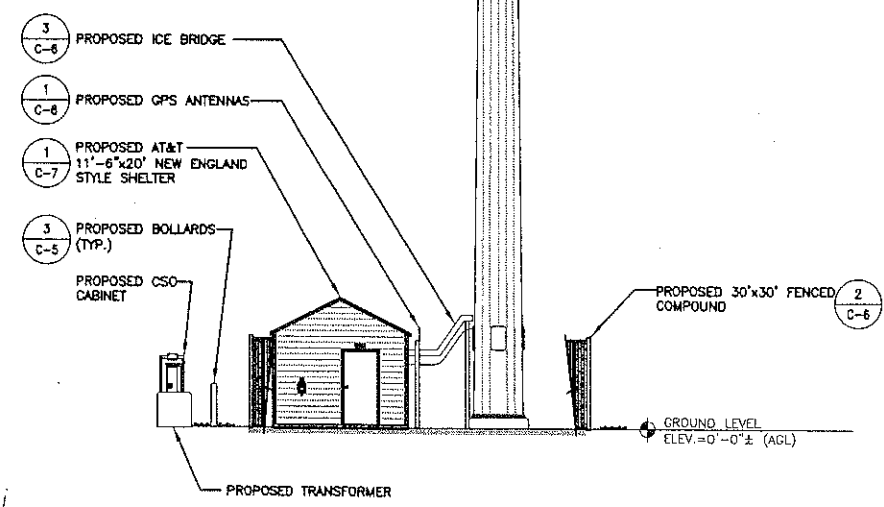 3
C-6
PROPOSED ICE BRIDGE
1
C-6
PROPOSED GPS ANTENNAS
1
C-7
PROPOSED AT&T
11'-6"x20' NEW ENGLAND
STYLE SHELTER
3
C-5
PROPOSED BOLLARDS
(TYP.)
PROPOSED CSO
CABINET
PROPOSED 30'x30' FENCED
COMPOUND
2
C-6
GROUND LEVEL
ELEV.=0'-0"± (AGL)
PROPOSED TRANSFORMER